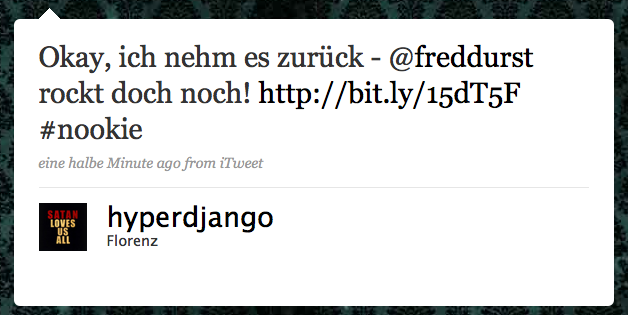 Okay, ich nehm es zurück - @freddurst
rockt doch noch! http://bit.ly/15dT5F
#nookie
eine halbe Minute ago from iTweet
SATAN
LOVES
US
ALL
hyperdjango
Florenz